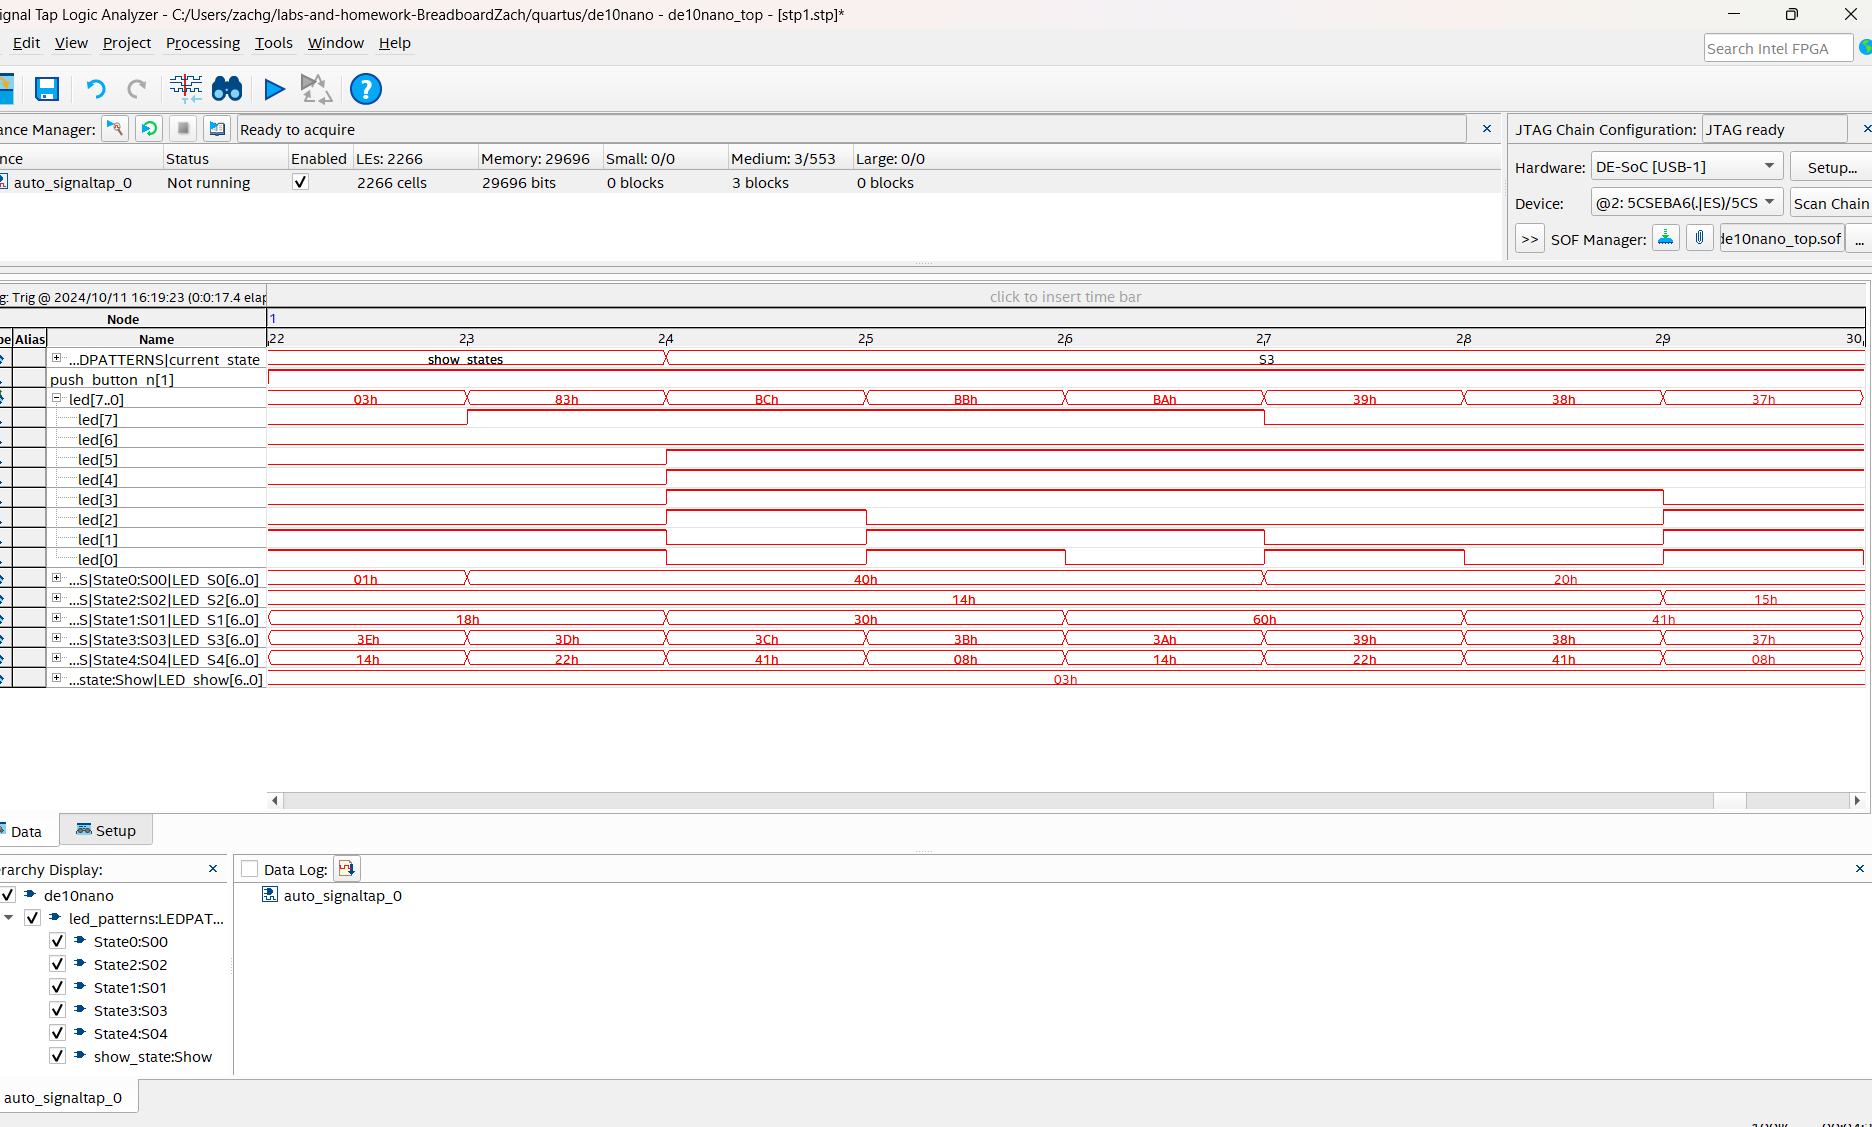 ignal Tap Logic Analyzer - C:/Users/zachg/labs-and-homework-BreadboardZach/quartus/de10nano - de10nano_top - [stp1.stp]*
Edit View Project Processing Tools Window Help
Search Intel FPGA
ance Manager: Ready to acquire × JTAG Chain Configuration: JTAG ready ×
nce Status Enabled LEs: 2266 Memory: 29696 Small: 0/0 Medium: 3/553 Large: 0/0
auto_signaltap_0 Not running 2266 cells 29696 bits 0 blocks 3 blocks 0 blocks
Hardware: DE-SoC [USB-1] Setup...
Device: @2: 5CSEBA6(.|ES)/5CS Scan Chain
>> SOF Manager: de10nano_top.sof ...
g: Trig @ 2024/10/11 16:19:23 (0:0:17.4 elap click to insert time bar
Node 1
pe Alias Name 22 23 24 25 26 27 28 29 30
...DPATTERNS|current_state show_states S3
push_button_n[1]
led[7..0] 03h 83h BCh BBh BAh 39h 38h 37h
led[7]
led[6]
led[5]
led[4]
led[3]
led[2]
led[1]
led[0]
...S|State0:S00|LED_S0[6..0] 01h 40h 20h
...S|State2:S02|LED_S2[6..0] 14h 15h
...S|State1:S01|LED_S1[6..0] 18h 30h 60h 41h
...S|State3:S03|LED_S3[6..0] 3Eh 3Dh 3Ch 3Bh 3Ah 39h 38h 37h
...S|State4:S04|LED_S4[6..0] 14h 22h 41h 08h 14h 22h 41h 08h
...state:Show|LED_show[6..0] 03h
Data Setup
rarchy Display: × Data Log: ×
de10nano auto_signaltap_0
led_patterns:LEDPAT...
State0:S00
State2:S02
State1:S01
State3:S03
State4:S04
show_state:Show
auto_signaltap_0